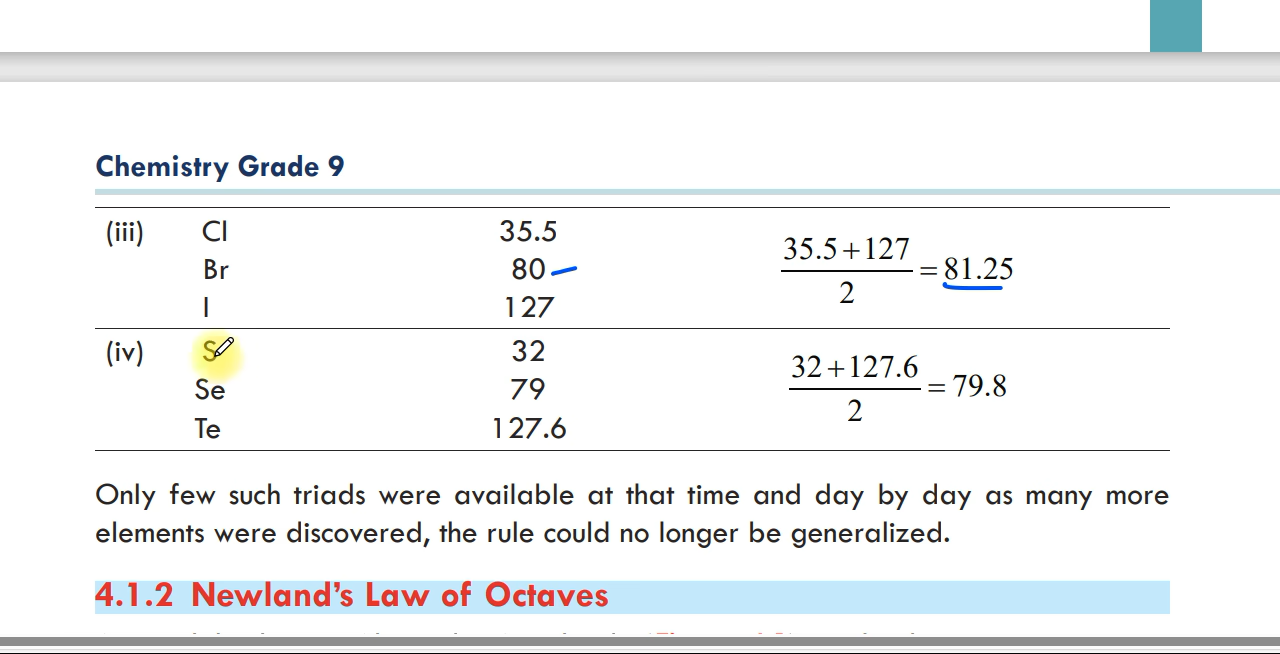 Chemistry Grade 9
(iii) Cl 35.5
Br 80
I 127
35.5+127
2
=81.25
(iv) S 32
Se 79
Te 127.6
32+127.6
2
=79.8
Only few such triads were available at that time and day by day as many more
elements were discovered, the rule could no longer be generalized.
4.1.2 Newland's Law of Octaves